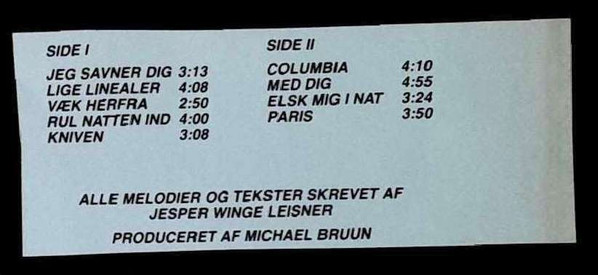 SIDE I
JEG SAVNER DIG 3:13
LIGE LINEALER 4:08
VÆK HERFRA 2:50
RUL NATTEN IND 4:00
KNIVEN 3:08
SIDE II
COLUMBIA 4:10
MED DIG 4:55
ELSK MIG I NAT 3:24
PARIS 3:50
ALLE MELODIER OG TEKSTER SKREVET AF
JESPER WINGE LEISNER
PRODUCERET AF MICHAEL BRUUN